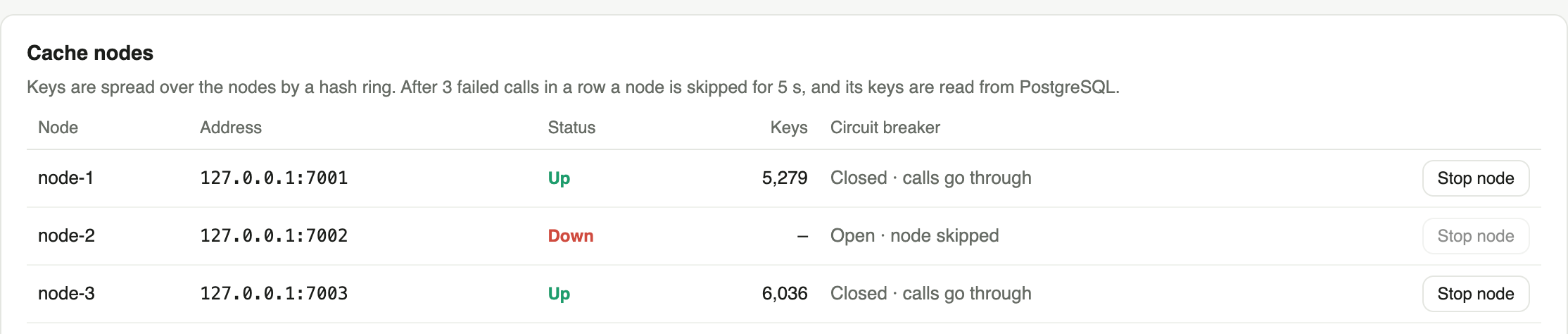 Cache nodes
Keys are spread over the nodes by a hash ring. After 3 failed calls in a row a node is skipped for 5 s, and its keys are read from PostgreSQL.
Node Address Status Keys Circuit breaker
node-1 127.0.0.1:7001 Up 5,279 Closed · calls go through Stop node
node-2 127.0.0.1:7002 Down – Open · node skipped Stop node
node-3 127.0.0.1:7003 Up 6,036 Closed · calls go through Stop node